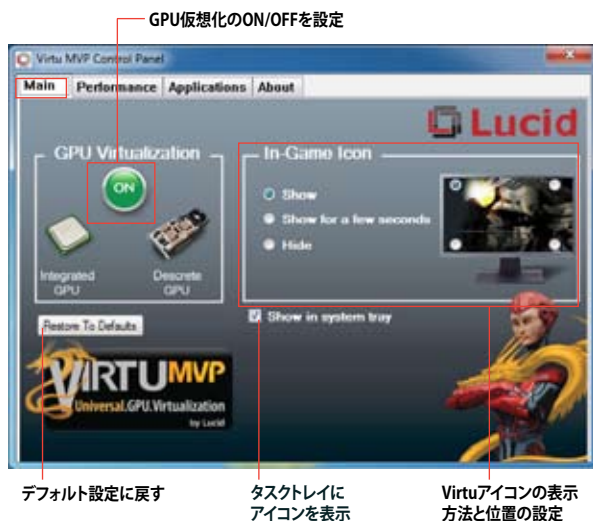 GPU仮想化のON/OFFを設定
Virtu MVP Control Panel
Main Performance Applications About
Lucid
GPU Virtualization
In-Game Icon
ON
Show
Show for a few seconds
Hide
Integrated GPU
Descrete GPU
Restore To Defaults
Show in system tray
VIRTU MVP
Universal.GPU.Virtualization
by Lucid
デフォルト設定に戻す
タスクトレイに
アイコンを表示
Virtuアイコンの表示
方法と位置の設定